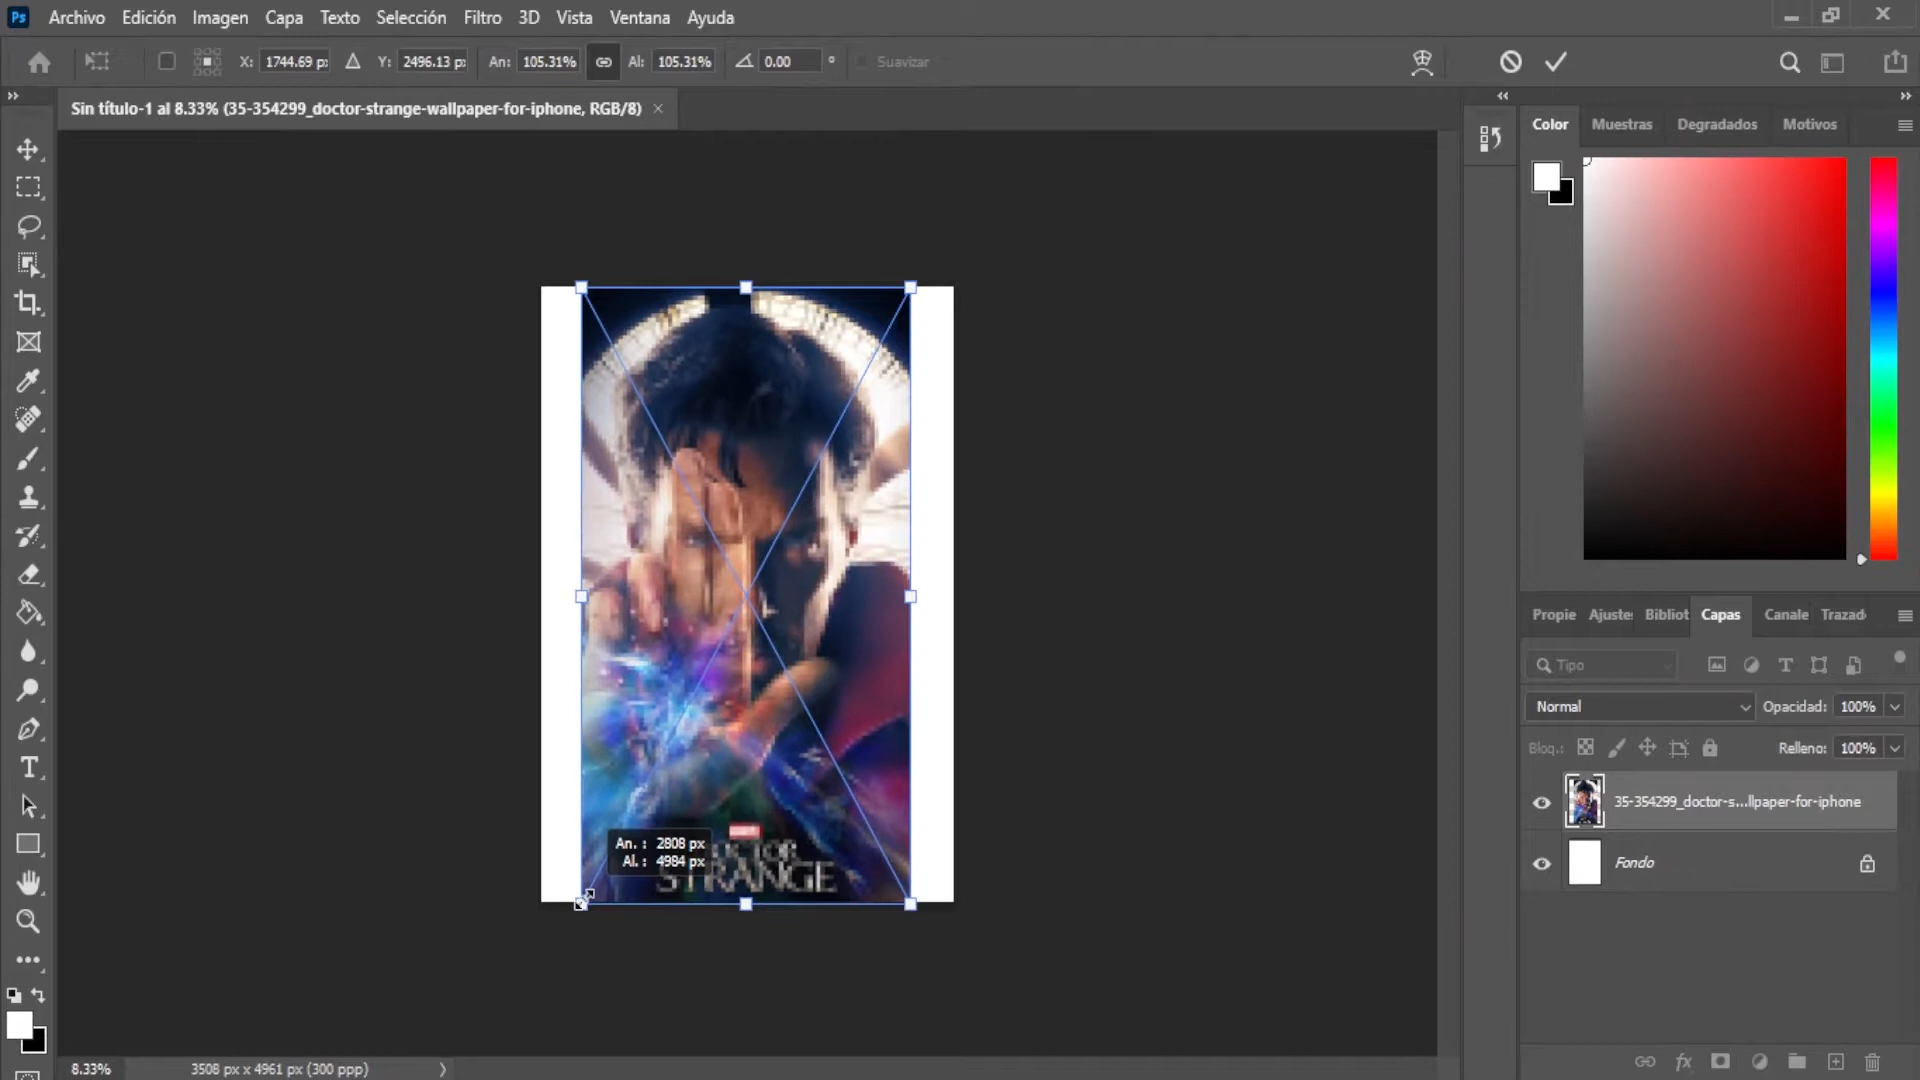 Ps Archivo Edición Imagen Capa Texto Selección Filtro 3D Vista Ventana Ayuda
X: 1744.69 p: Y: 2496.13 p: An: 105.31% Al: 105.31% 0.00 ° Suavizar
Sin título-1 al 8.33% (35-354299_doctor-strange-wallpaper-for-iphone, RGB/8) ×
Color Muestras Degradados Motivos
Propie Ajuste: Bibliot Capas Canale Trazad
Tipo
Normal Opacidad: 100%
Bloq.: Relleno: 100%
35-354299_doctor-s...llpaper-for-iphone
Fondo
An. : 2808 px
Al. : 4984 px
STRANGE
8.33% 3508 px x 4961 px (300 ppp)